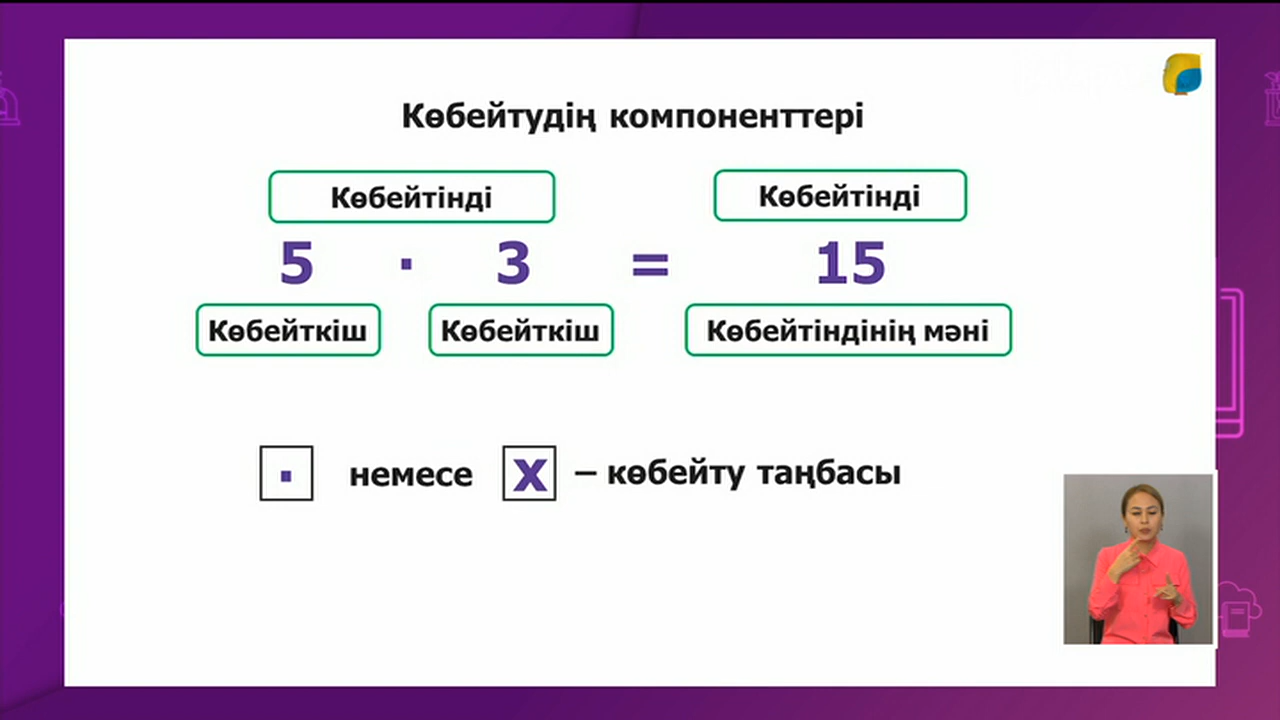 Көбейтудің компоненттері
Көбейтінді Көбейтінді
5 · 3 = 15
Көбейткіш Көбейткіш Көбейтіндінің мәні
· немесе x – көбейту таңбасы